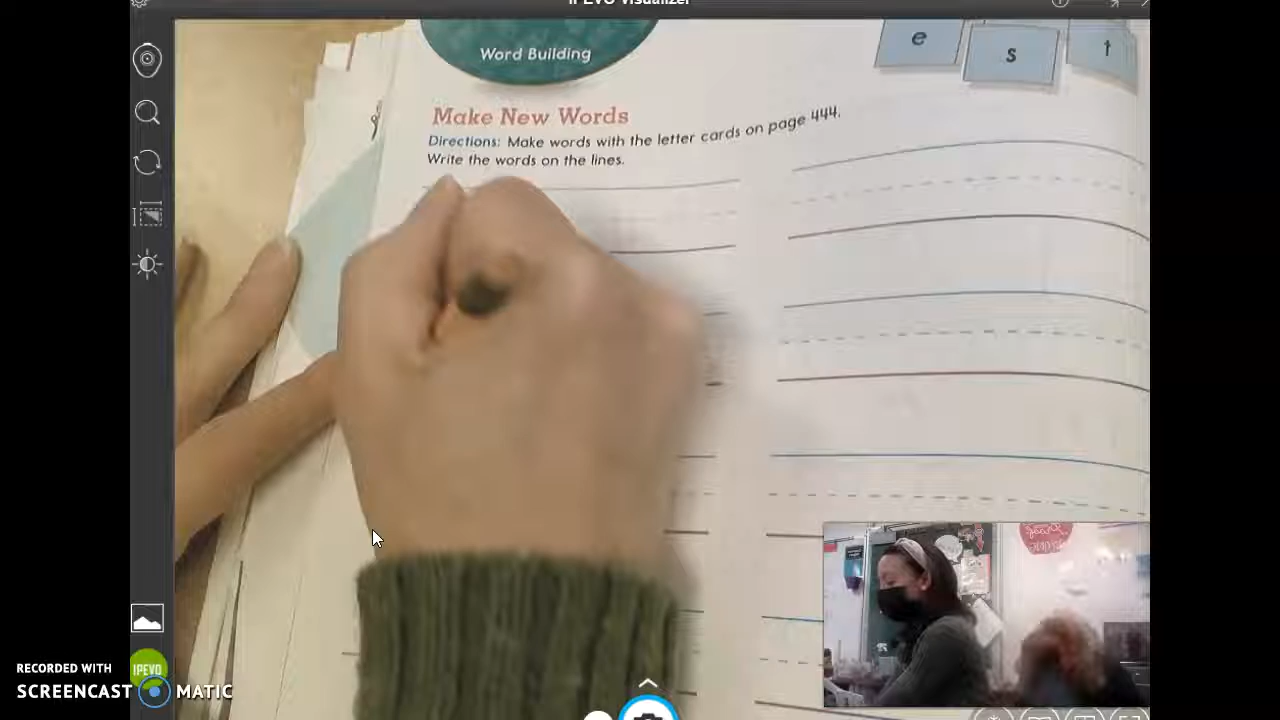 IPEVO Visualizer
Word Building
e
s
t
Make New Words
Directions: Make words with the letter cards on page 444.
Write the words on the lines.
RECORDED WITH
IPEVO
SCREENCAST MATIC